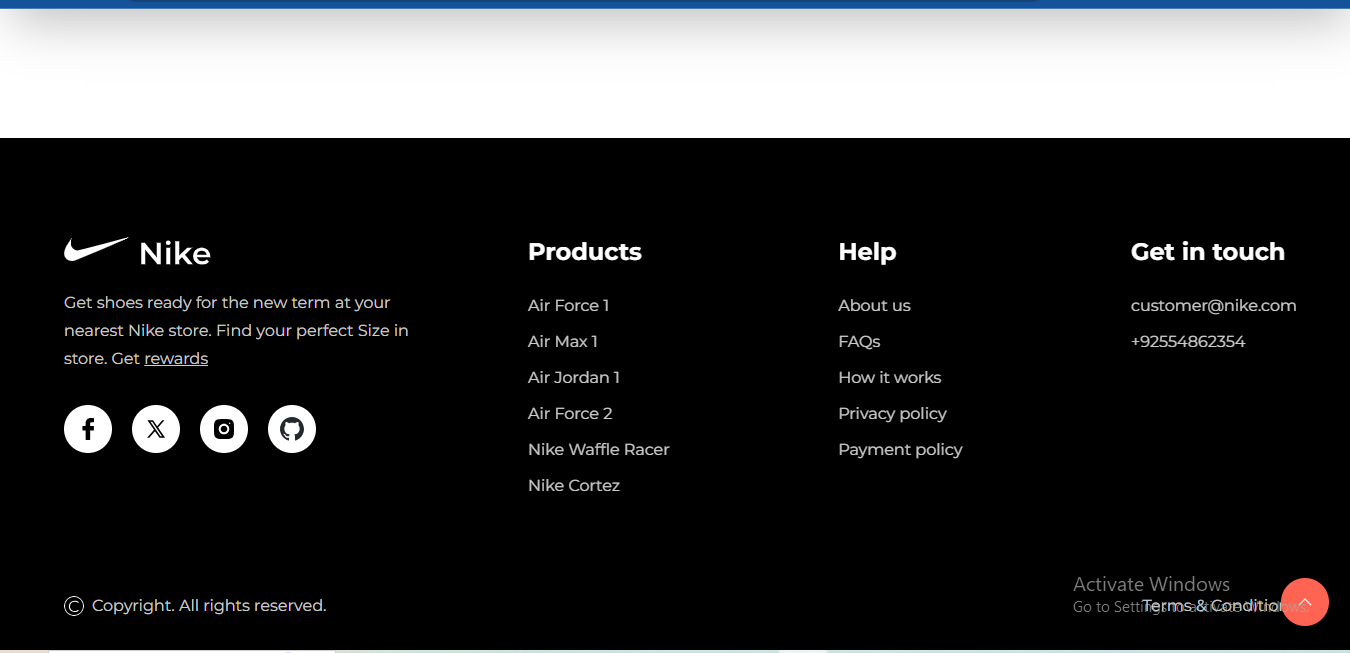 Nike
Get shoes ready for the new term at your
nearest Nike store. Find your perfect Size in
store. Get rewards
Products
Air Force 1
Air Max 1
Air Jordan 1
Air Force 2
Nike Waffle Racer
Nike Cortez
Help
About us
FAQs
How it works
Privacy policy
Payment policy
Get in touch
customer@nike.com
+92554862354
© Copyright. All rights reserved.
Activate Windows
Go to Settings to activate Windows.
Terms & Condition